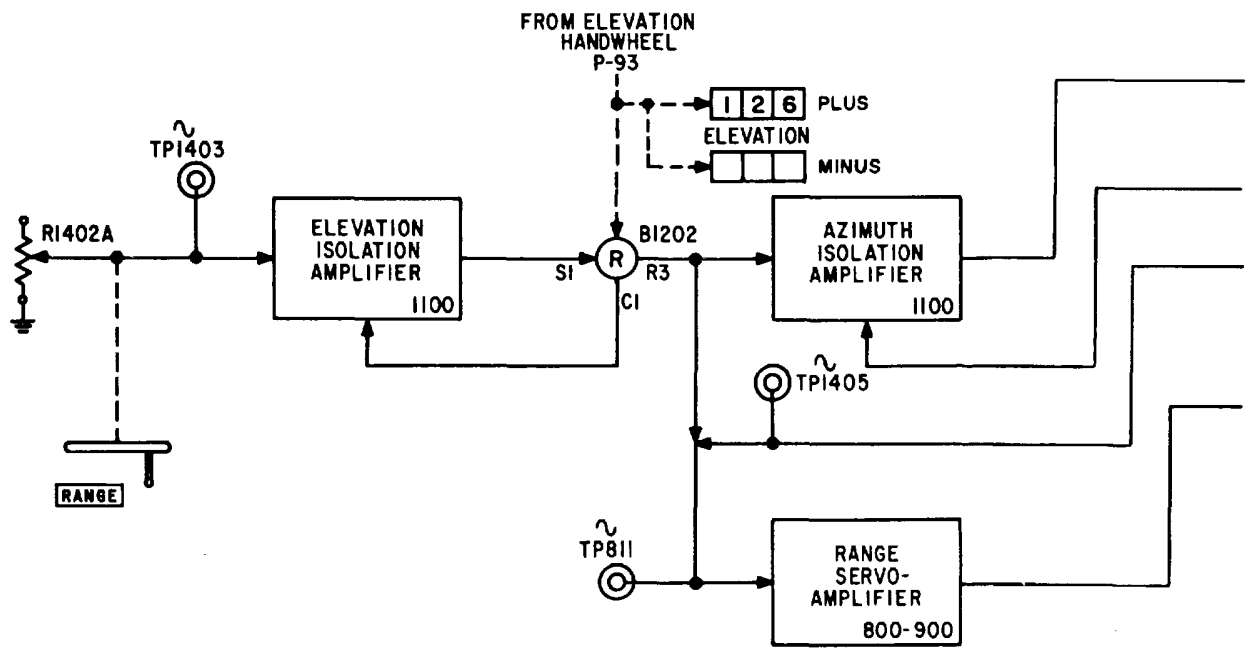 FROM ELEVATION
HANDWHEEL
P-93
1 2 6 PLUS
ELEVATION
MINUS
TP1403
R1402A
ELEVATION
ISOLATION
AMPLIFIER
1100
S1
R
B1202
R3
C1
AZIMUTH
ISOLATION
AMPLIFIER
1100
TP1405
RANGE
TP811
RANGE
SERVO-
AMPLIFIER
800-900